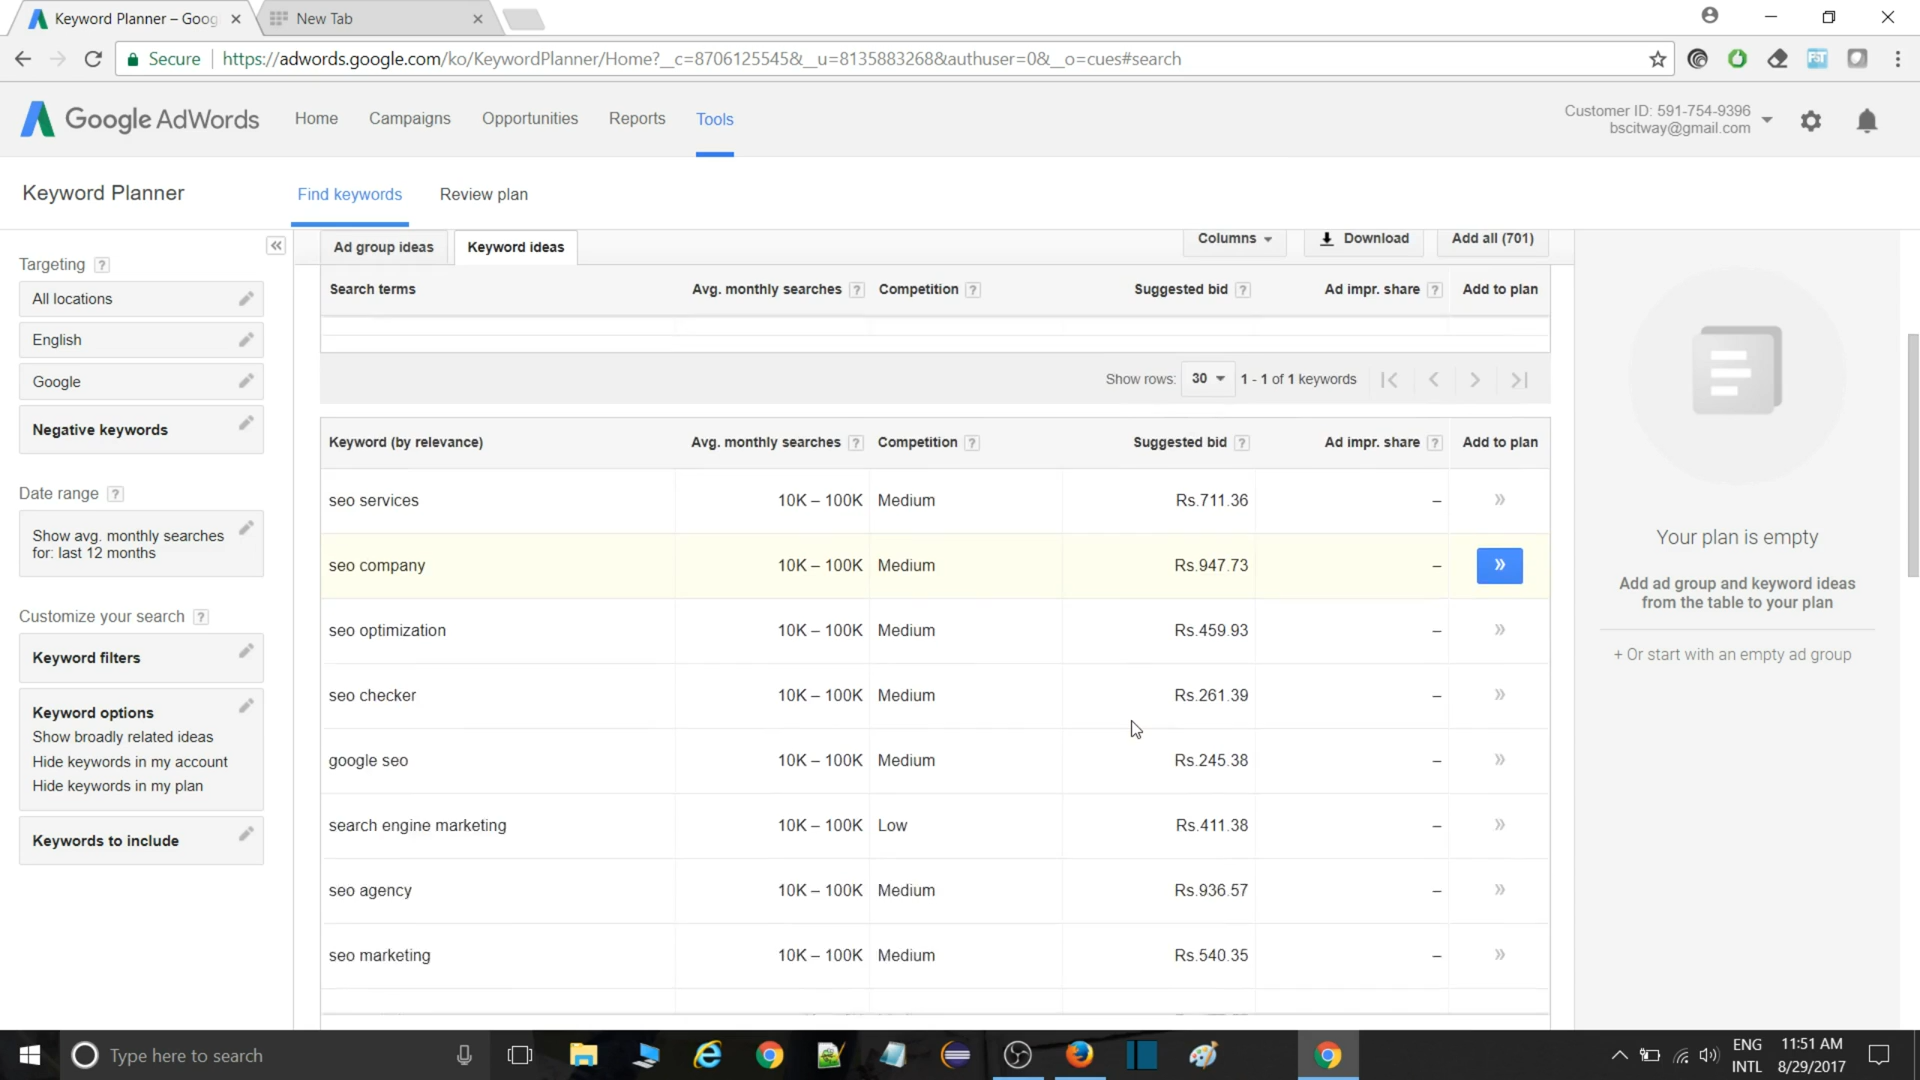 Keyword Planner – Goog
New Tab
Secure
https://adwords.google.com/ko/KeywordPlanner/Home?__c=8706125545&__u=8135883268&authuser=0&__o=cues#search
Google AdWords
Home
Campaigns
Opportunities
Reports
Tools
Customer ID: 591-754-9396
bscitway@gmail.com
Keyword Planner
Find keywords
Review plan
Targeting ?
All locations
English
Google
Negative keywords
Date range ?
Show avg. monthly searches
for: last 12 months
Customize your search ?
Keyword filters
Keyword options
Show broadly related ideas
Hide keywords in my account
Hide keywords in my plan
Keywords to include
Ad group ideas
Keyword ideas
Columns
Download
Add all (701)
Search terms Avg. monthly searches ? Competition ? Suggested bid ? Ad impr. share ? Add to plan
Show rows: 30 1 - 1 of 1 keywords
Keyword (by relevance) Avg. monthly searches ? Competition ? Suggested bid ? Ad impr. share ? Add to plan
seo services 10K – 100K Medium Rs.711.36 – »
seo company 10K – 100K Medium Rs.947.73 – »
seo optimization 10K – 100K Medium Rs.459.93 – »
seo checker 10K – 100K Medium Rs.261.39 – »
google seo 10K – 100K Medium Rs.245.38 – »
search engine marketing 10K – 100K Low Rs.411.38 – »
seo agency 10K – 100K Medium Rs.936.57 – »
seo marketing 10K – 100K Medium Rs.540.35 – »
Your plan is empty
Add ad group and keyword ideas
from the table to your plan
+ Or start with an empty ad group
Type here to search
ENG
INTL
11:51 AM
8/29/2017